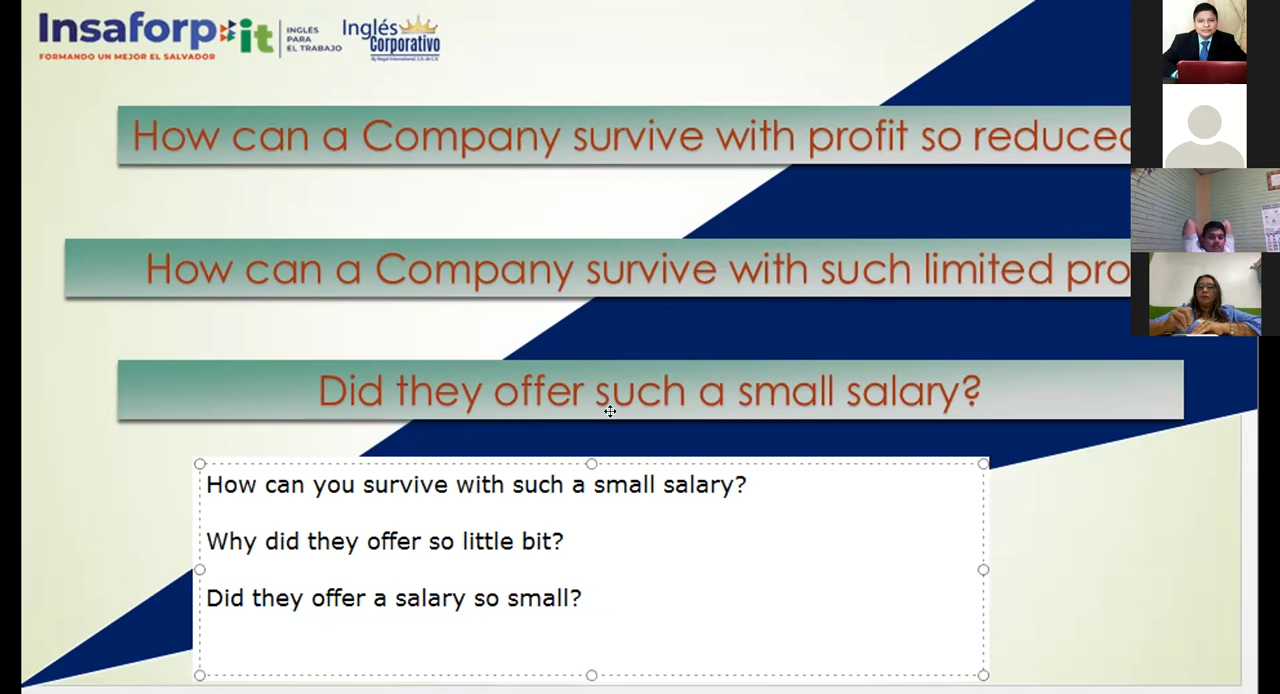 Insaforp it
INGLES
PARA
EL TRABAJO
FORMANDO UN MEJOR EL SALVADOR
Inglés
Corporativo
How can a Company survive with profit so reduced
How can a Company survive with such limited pro
Did they offer such a small salary?
How can you survive with such a small salary?
Why did they offer so little bit?
Did they offer a salary so small?